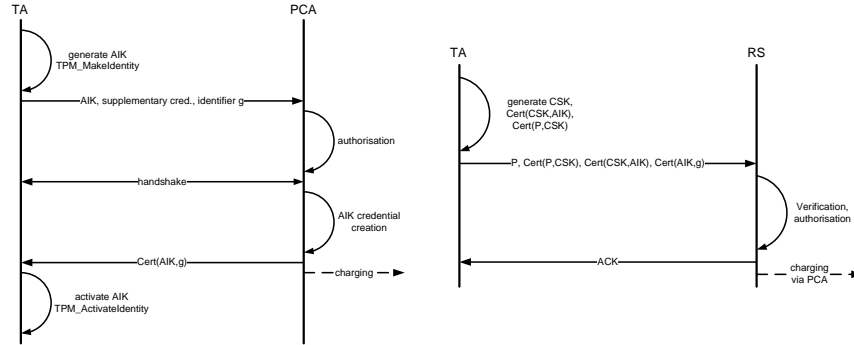 TA
PCA
generate AIK
TPM_MakeIdentity
AIK, supplementary cred., identifier g
authorisation
handshake
AIK credential
creation
Cert(AIK,g)
charging
activate AIK
TPM_ActivateIdentity
TA
RS
generate CSK,
Cert(CSK,AIK),
Cert(P,CSK)
P, Cert(P,CSK), Cert(CSK,AIK), Cert(AIK,g)
Verification,
authorisation
ACK
charging
via PCA